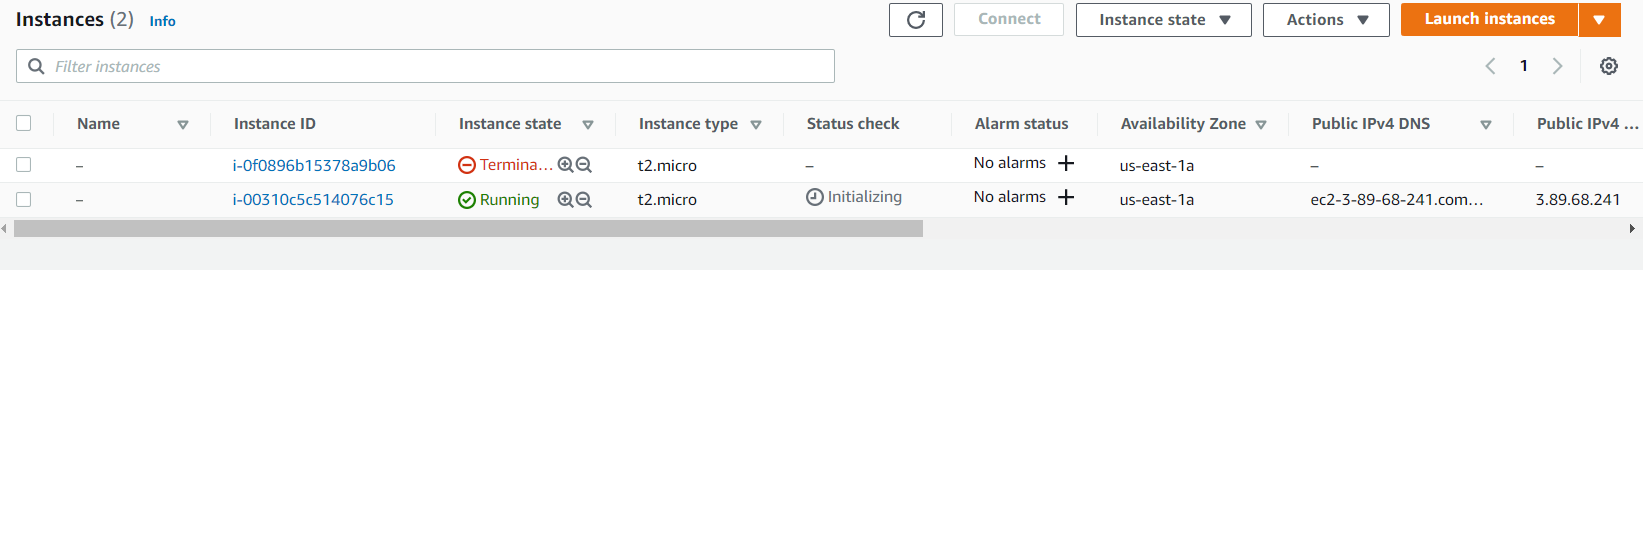 Instances (2) Info Connect Instance state Actions Launch instances
Filter instances 1
Name Instance ID Instance state Instance type Status check Alarm status Availability Zone Public IPv4 DNS Public IPv4 ...
– i-0f0896b15378a9b06 Termina... t2.micro – No alarms + us-east-1a – –
– i-00310c5c514076c15 Running t2.micro Initializing No alarms + us-east-1a ec2-3-89-68-241.com... 3.89.68.241